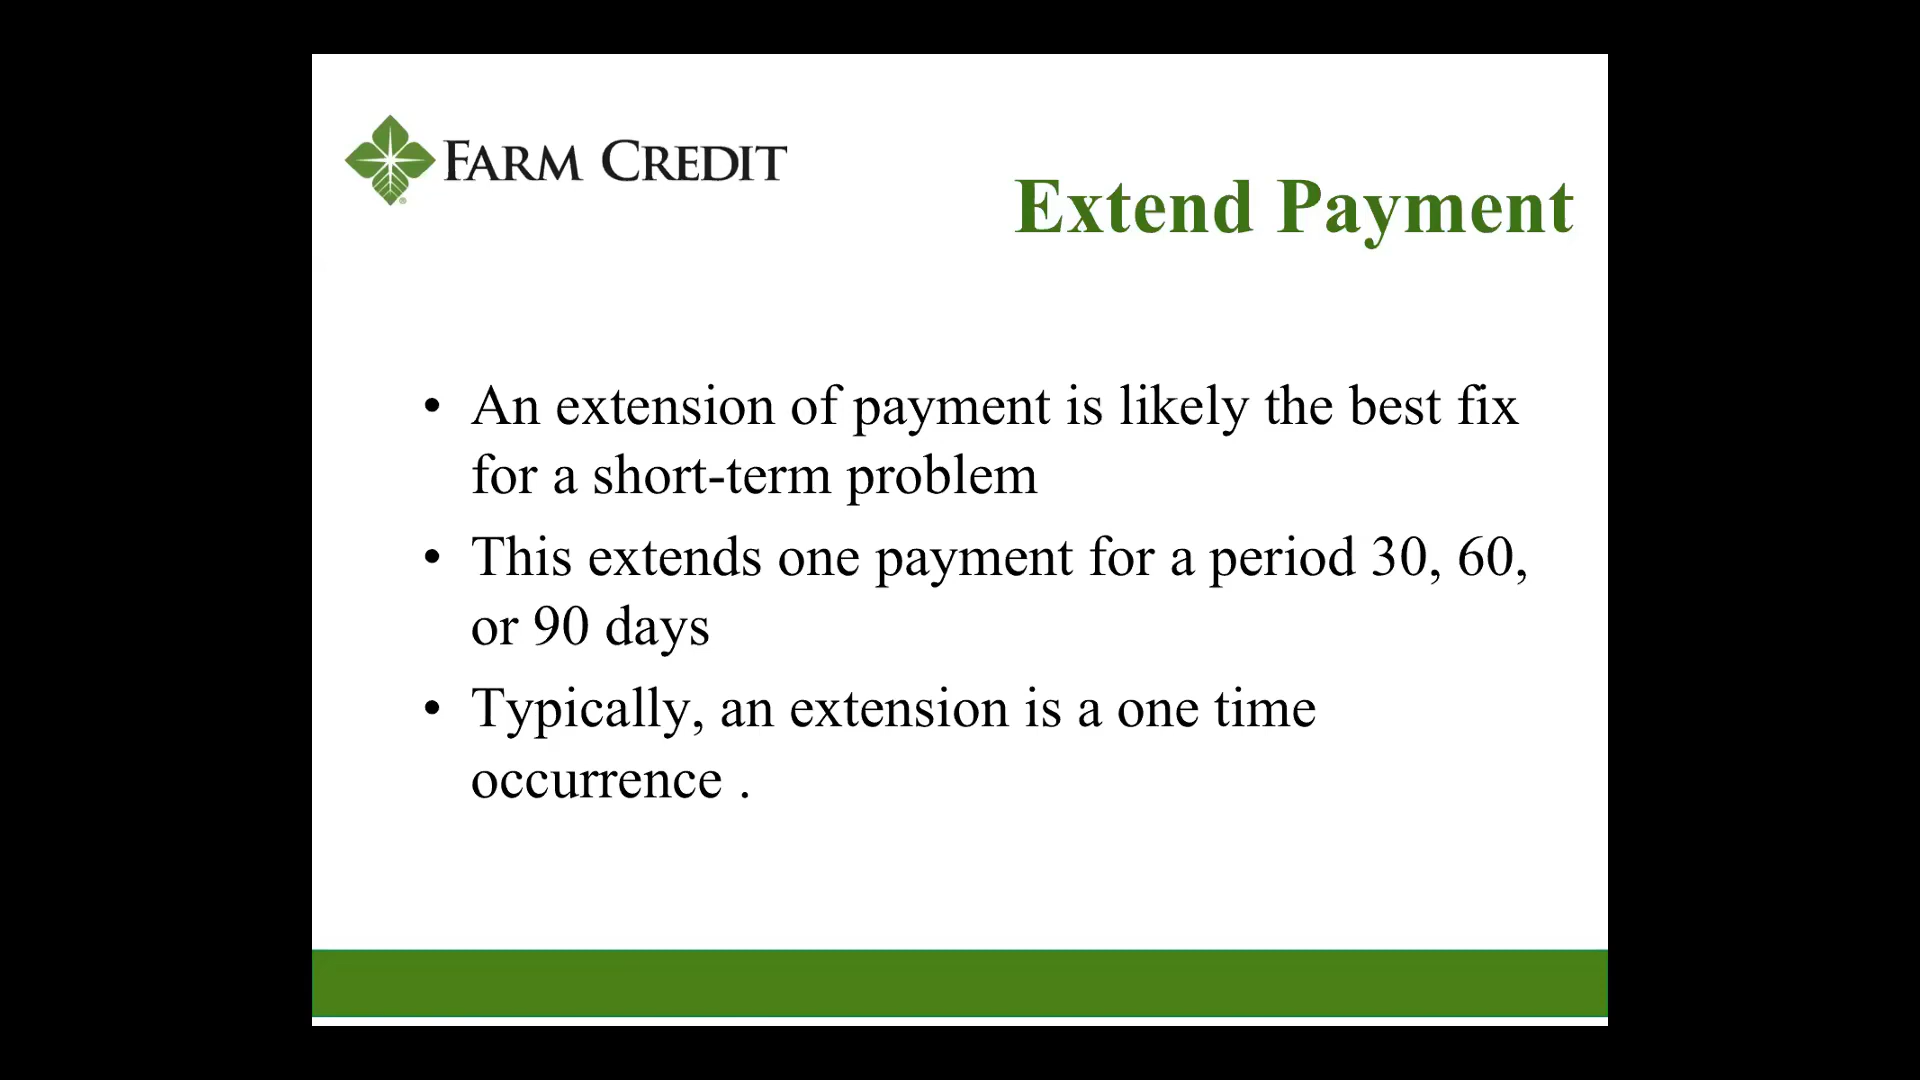 FARM CREDIT
Extend Payment
• An extension of payment is likely the best fix
for a short-term problem
• This extends one payment for a period 30, 60,
or 90 days
• Typically, an extension is a one time
occurrence .